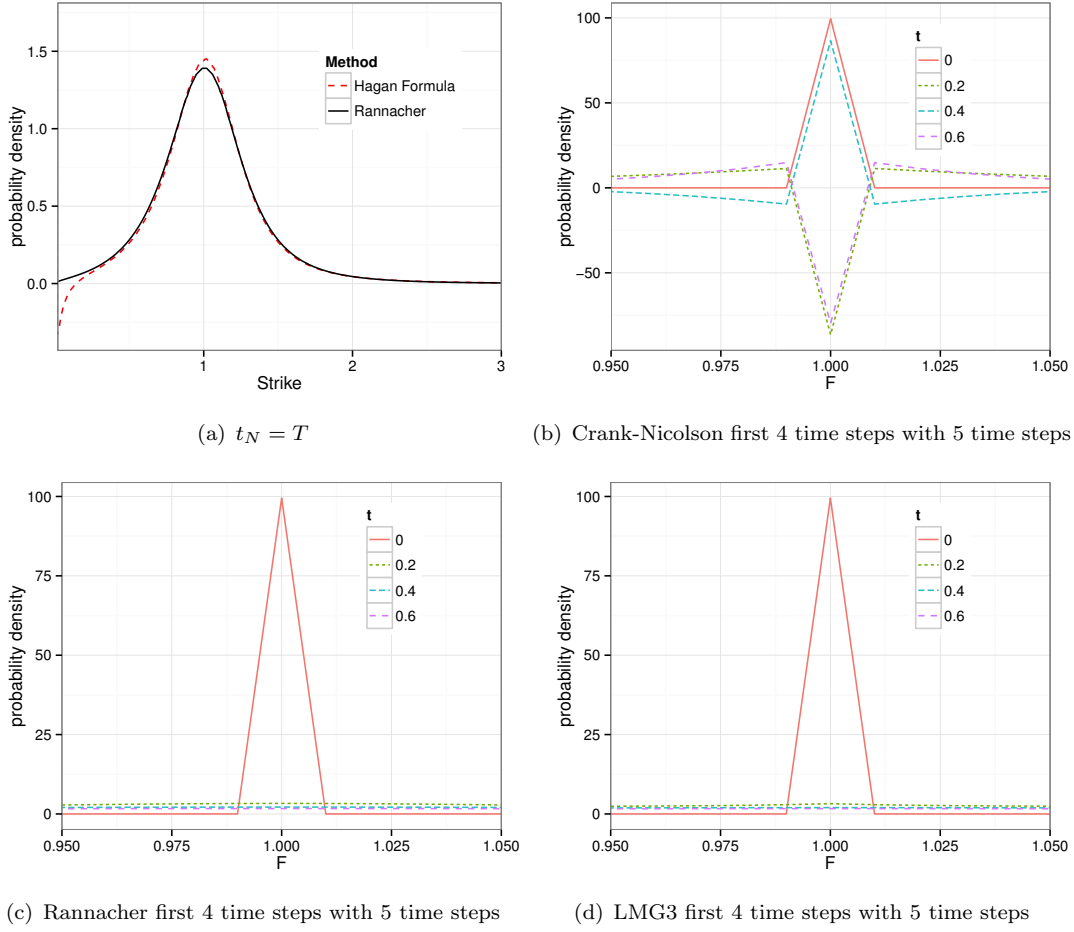 probability density
1.5
1.0
0.5
0.0
1
2
3
Strike
Method
Hagan Formula
Rannacher
(a) t_N = T
probability density
100
50
0
−50
0.950
0.975
1.000
1.025
1.050
F
t
0
0.2
0.4
0.6
(b) Crank-Nicolson first 4 time steps with 5 time steps
probability density
100
75
50
25
0
0.950
0.975
1.000
1.025
1.050
F
t
0
0.2
0.4
0.6
(c) Rannacher first 4 time steps with 5 time steps
probability density
100
75
50
25
0
0.950
0.975
1.000
1.025
1.050
F
t
0
0.2
0.4
0.6
(d) LMG3 first 4 time steps with 5 time steps